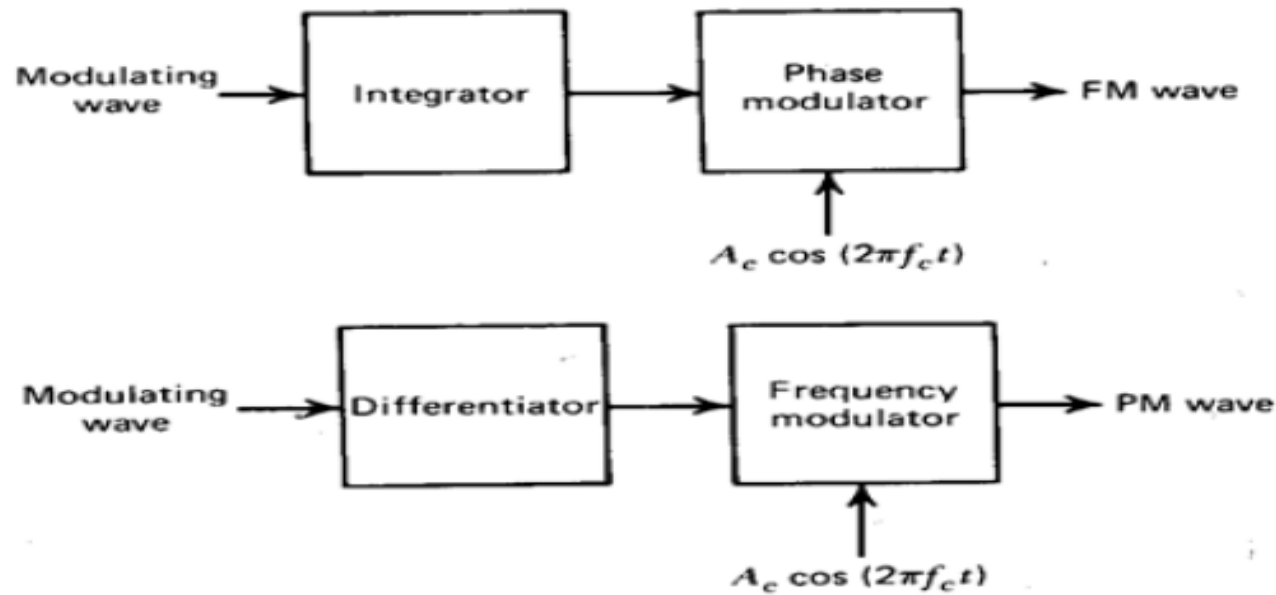 Modulating
wave
Integrator
Phase
modulator
FM wave
A_c cos (2πf_c t)
Modulating
wave
Differentiator
Frequency
modulator
PM wave
A_c cos (2πf_c t)